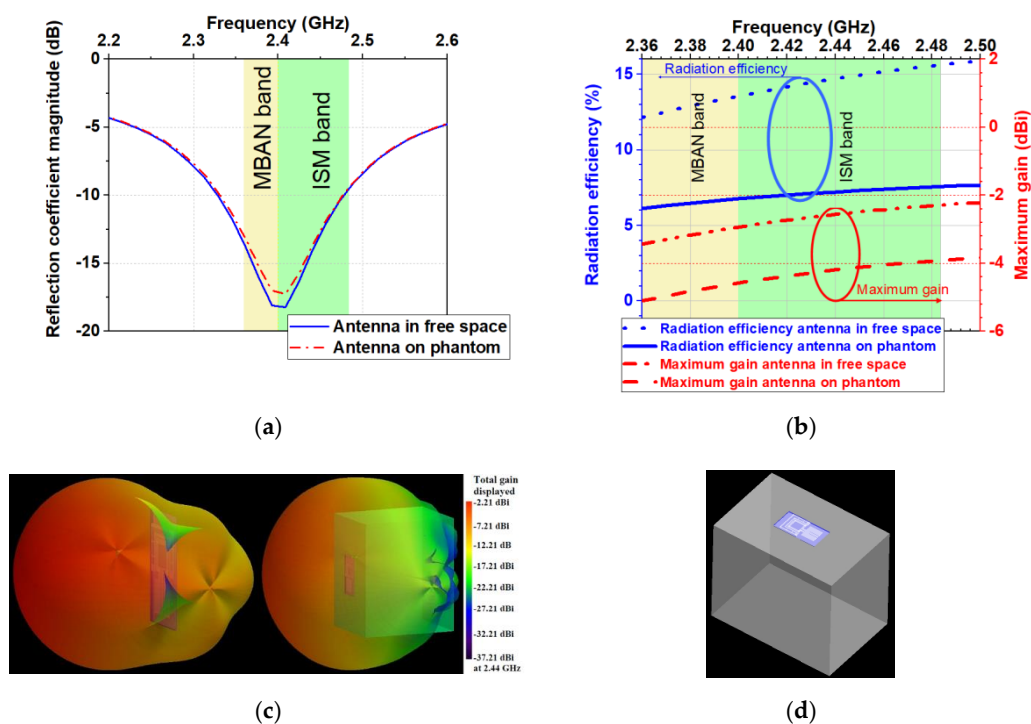 Frequency (GHz)
2.2 2.3 2.4 2.5 2.6
Reflection coefficient magnitude (dB)
0
-5
-10
-15
-20
MBAN band
ISM band
Antenna in free space
Antenna on phantom
(a)
Frequency (GHz)
2.36 2.38 2.40 2.42 2.44 2.46 2.48 2.50
Radiation efficiency (%)
15
10
5
0
Radiation efficiency
MBAN band
ISM band
Maximum gain
2
0
-2
-4
-6
Maximum gain (dBi)
Radiation efficiency antenna in free space
Radiation efficiency antenna on phantom
Maximum gain antenna in free space
Maximum gain antenna on phantom
(b)
Total gain
displayed
-2.21 dBi
-7.21 dBi
-12.21 dBi
-17.21 dBi
-22.21 dBi
-27.21 dBi
-32.21 dBi
-37.21 dBi
at 2.44 GHz
(c)
(d)